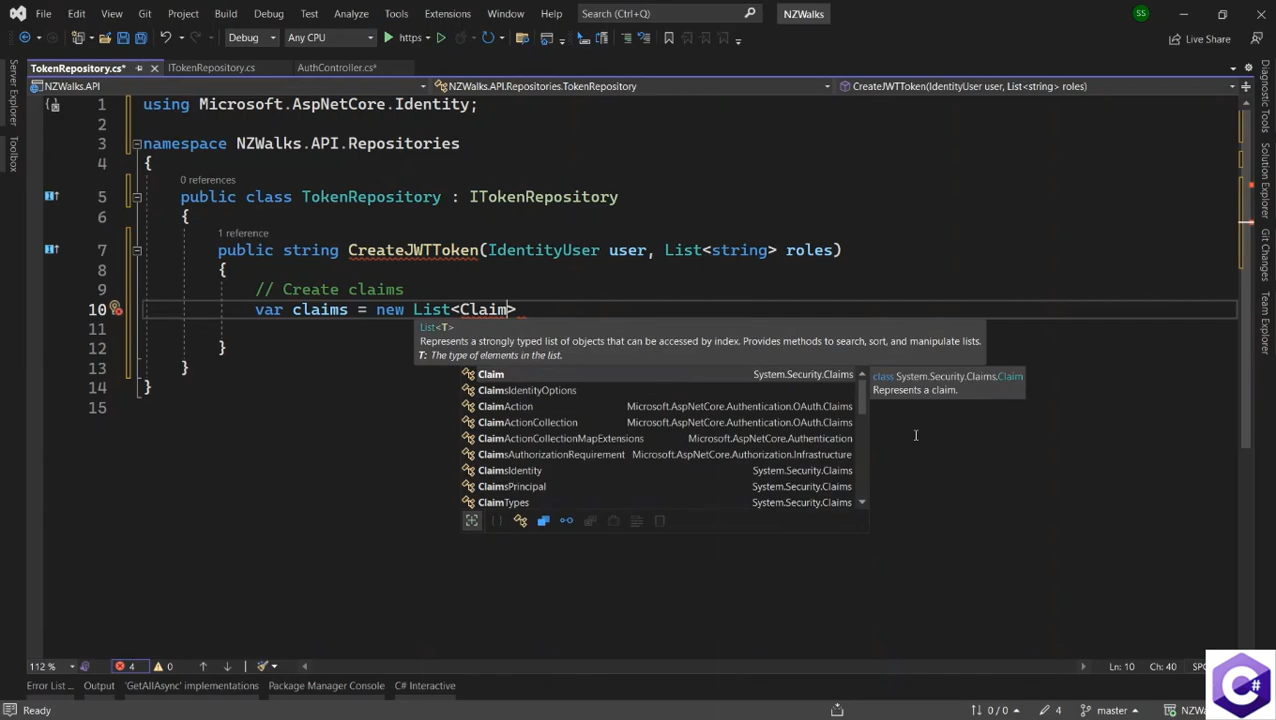 File Edit View Git Project Build Debug Test Analyze Tools Extensions Window Help Search (Ctrl+Q) NZWalks SS
Debug Any CPU https Live Share
TokenRepository.cs* ITokenRepository.cs AuthController.cs*
NZWalks.API NZWalks.API.Repositories.TokenRepository CreateJWTToken(IdentityUser user, List<string> roles)
Server Explorer
Toolbox
Diagnostic Tools
Solution Explorer
Git Changes
Team Explorer
1 using Microsoft.AspNetCore.Identity;
2
3 namespace NZWalks.API.Repositories
4 {
0 references
5 public class TokenRepository : ITokenRepository
6 {
1 reference
7 public string CreateJWTToken(IdentityUser user, List<string> roles)
8 {
9 // Create claims
10 var claims = new List<Claim>
11
12 }
13 }
14 }
15
List<T>
Represents a strongly typed list of objects that can be accessed by index. Provides methods to search, sort, and manipulate lists.
T: The type of elements in the list.
Claim System.Security.Claims
ClaimsIdentityOptions
ClaimAction Microsoft.AspNetCore.Authentication.OAuth.Claims
ClaimActionCollection Microsoft.AspNetCore.Authentication.OAuth.Claims
ClaimActionCollectionMapExtensions Microsoft.AspNetCore.Authentication
ClaimsAuthorizationRequirement Microsoft.AspNetCore.Authorization.Infrastructure
ClaimsIdentity System.Security.Claims
ClaimsPrincipal System.Security.Claims
ClaimTypes System.Security.Claims
class System.Security.Claims.Claim
Represents a claim.
112 % 4 0 Ln: 10 Ch: 40 SPC
Error List ... Output 'GetAllAsync' implementations Package Manager Console C# Interactive
Ready 0 / 0 4 master NZW
C#